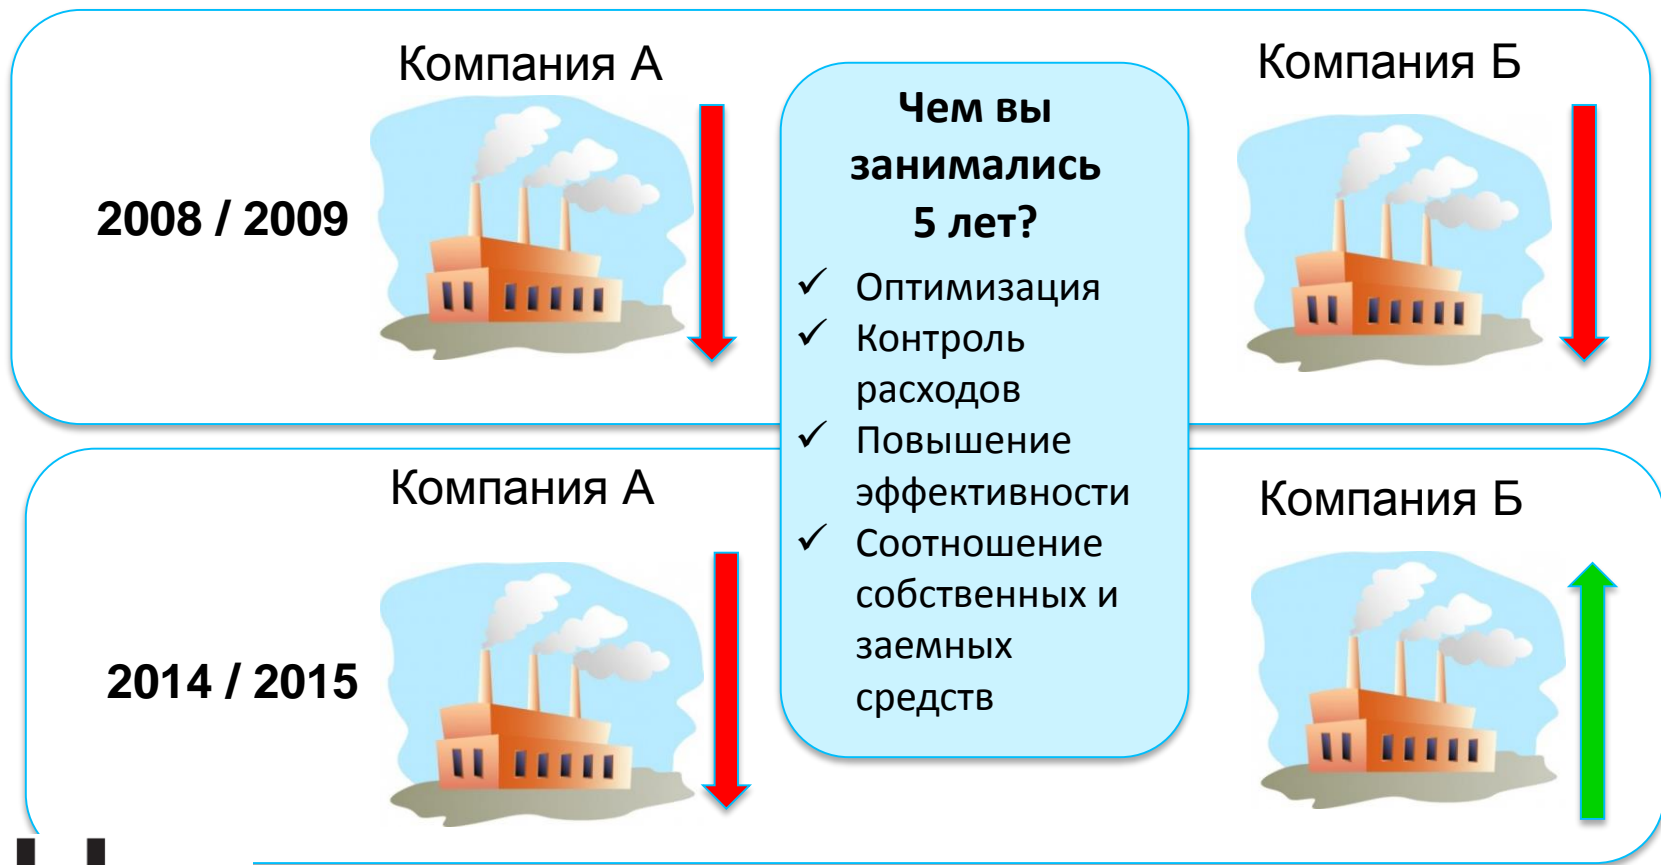 Компания А
Компания Б
2008 / 2009
Чем вы
занимались
5 лет?
✓ Оптимизация
✓ Контроль
расходов
✓ Повышение
эффективности
✓ Соотношение
собственных и
заемных
средств
Компания А
Компания Б
2014 / 2015